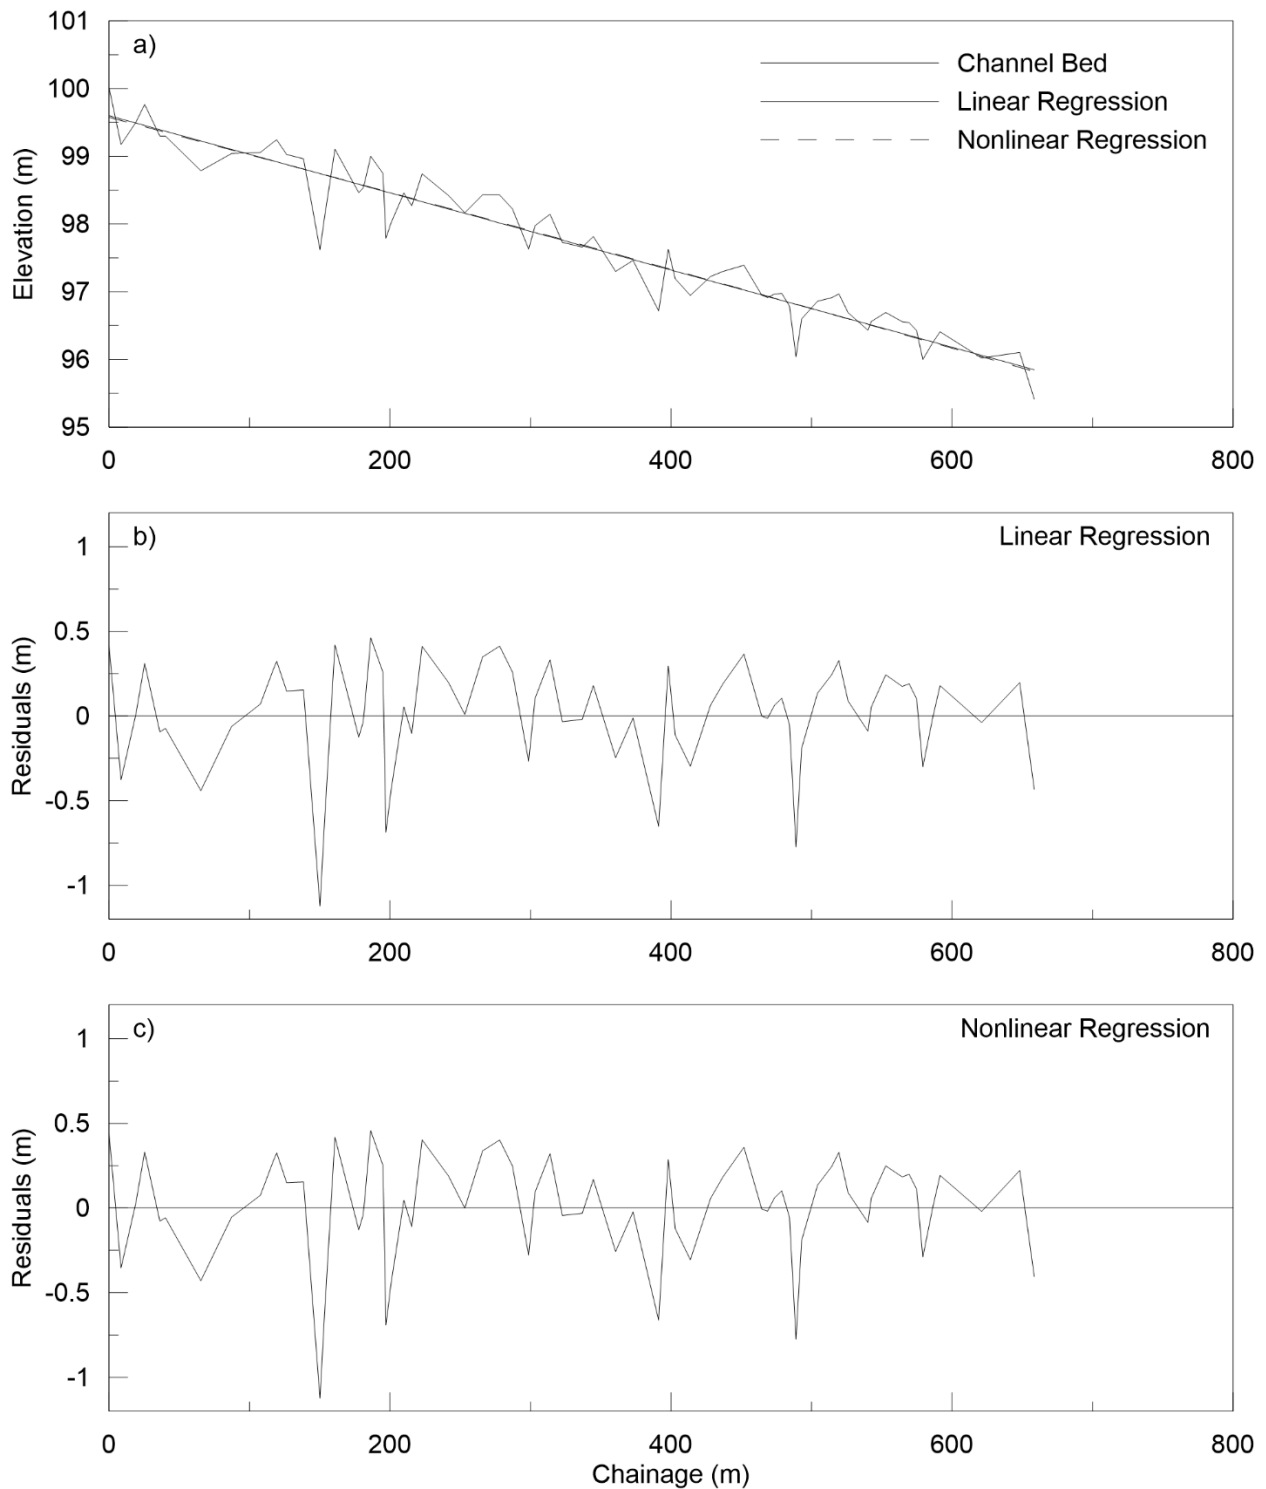 101
a)
100
99
98
97
96
95
Elevation (m)
Channel Bed
Linear Regression
Nonlinear Regression
0
200
400
600
800
b)
Linear Regression
1
0.5
0
-0.5
-1
Residuals (m)
0
200
400
600
800
c)
Nonlinear Regression
1
0.5
0
-0.5
-1
Residuals (m)
0
200
400
600
800
Chainage (m)